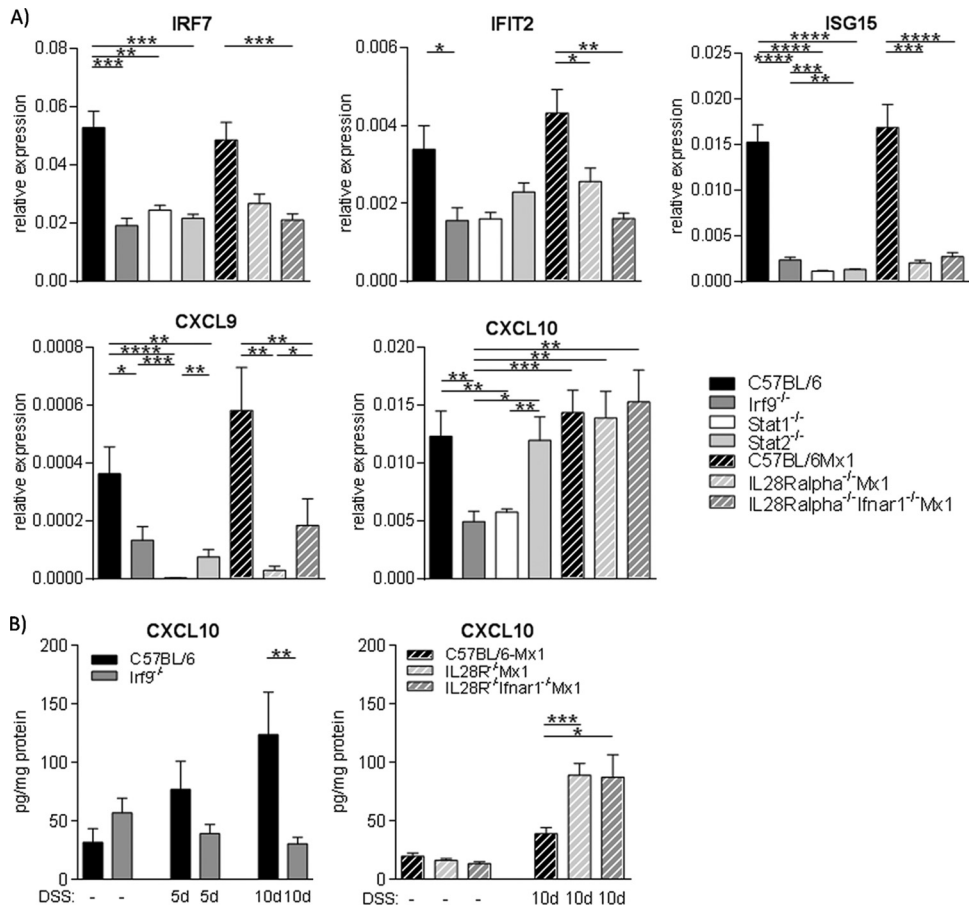 A)
IRF7
relative expression
0.08
0.06
0.04
0.02
0.00
***
**
***
***
IFIT2
relative expression
0.006
0.004
0.002
0.000
*
**
*
ISG15
relative expression
0.025
0.020
0.015
0.010
0.005
0.000
****
****
****
***
**
****
***
CXCL9
relative expression
0.0008
0.0006
0.0004
0.0002
0.0000
**
****
***
*
**
**
**
*
CXCL10
relative expression
0.020
0.015
0.010
0.005
0.000
**
**
***
**
**
*
**
C57BL/6
Irf9-/-
Stat1-/-
Stat2-/-
C57BL/6Mx1
IL28Ralpha-/-Mx1
IL28Ralpha-/-Ifnar1-/-Mx1
B)
CXCL10
C57BL/6
Irf9-/-
pg/mg protein
200
150
100
50
0
**
DSS: - - 5d 5d 10d 10d
CXCL10
C57BL/6-Mx1
IL28R-/-Mx1
IL28R-/-Ifnar1-/-Mx1
pg/mg protein
200
150
100
50
0
***
*
DSS: - - - 10d 10d 10d